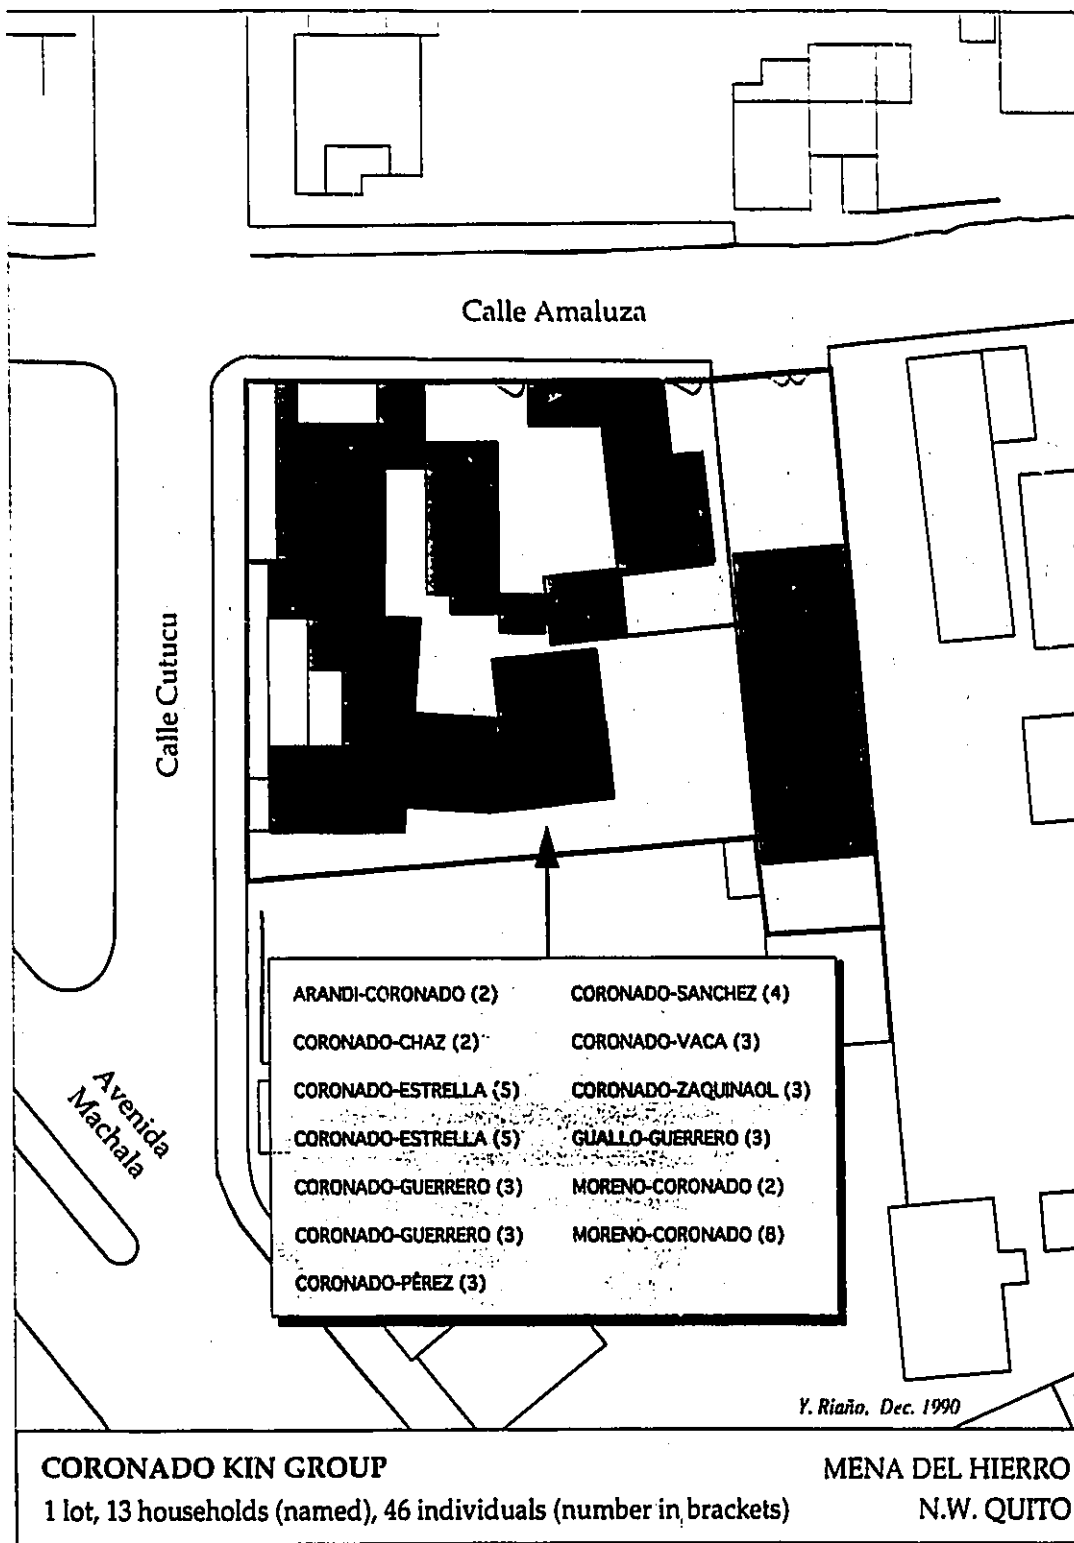 Calle Amaluza
Calle Cutucu
Avenida
Machala
ARANDI-CORONADO (2)
CORONADO-CHAZ (2)
CORONADO-ESTRELLA (5)
CORONADO-ESTRELLA (5)
CORONADO-GUERRERO (3)
CORONADO-GUERRERO (3)
CORONADO-PÉREZ (3)
CORONADO-SANCHEZ (4)
CORONADO-VACA (3)
CORONADO-ZAQUINAOL (3)
GUALLO-GUERRERO (3)
MORENO-CORONADO (2)
MORENO-CORONADO (8)
Y. Riaño, Dec. 1990
CORONADO KIN GROUP
1 lot, 13 households (named), 46 individuals (number in brackets)
MENA DEL HIERRO
N.W. QUITO